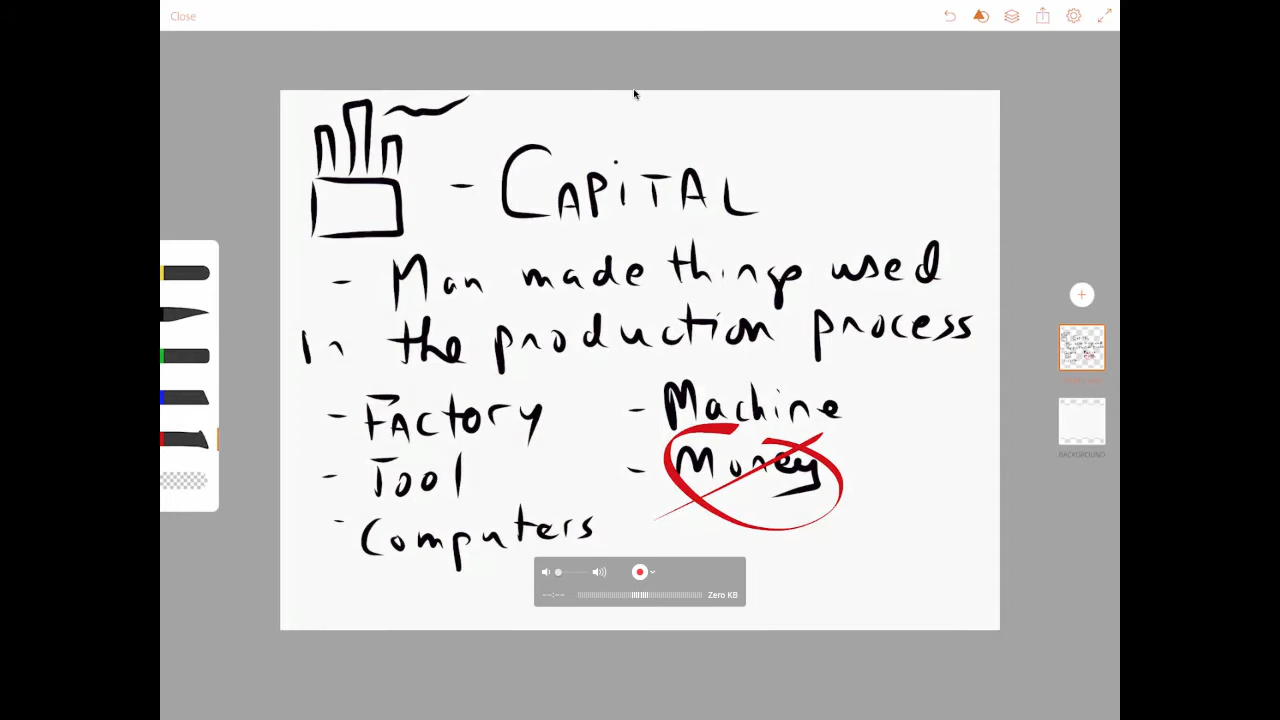 Close
- CAPITAL
- Man made things used
in the production process
- Factory
- Machine
- Tool
- Money
- Computers
BACKGROUND
--:-- Zero KB